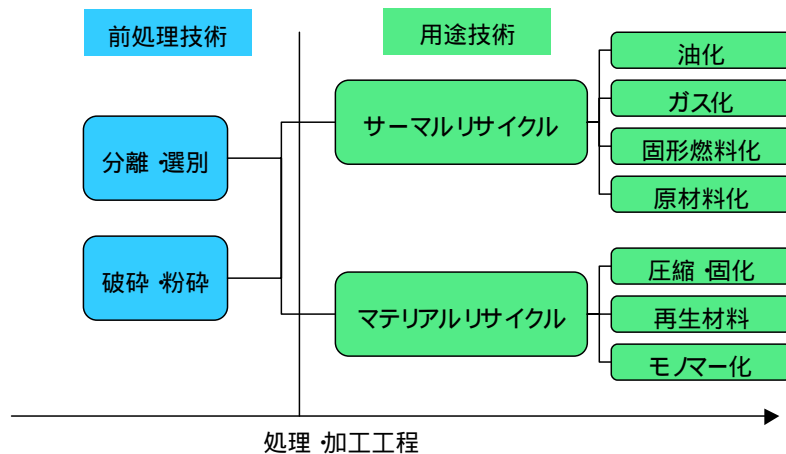 前処理技術
用途技術
分離・選別
破砕・粉砕
サーマルリサイクル
油化
ガス化
固形燃料化
原材料化
マテリアルリサイクル
圧縮・固化
再生材料
モノマー化
処理・加工工程